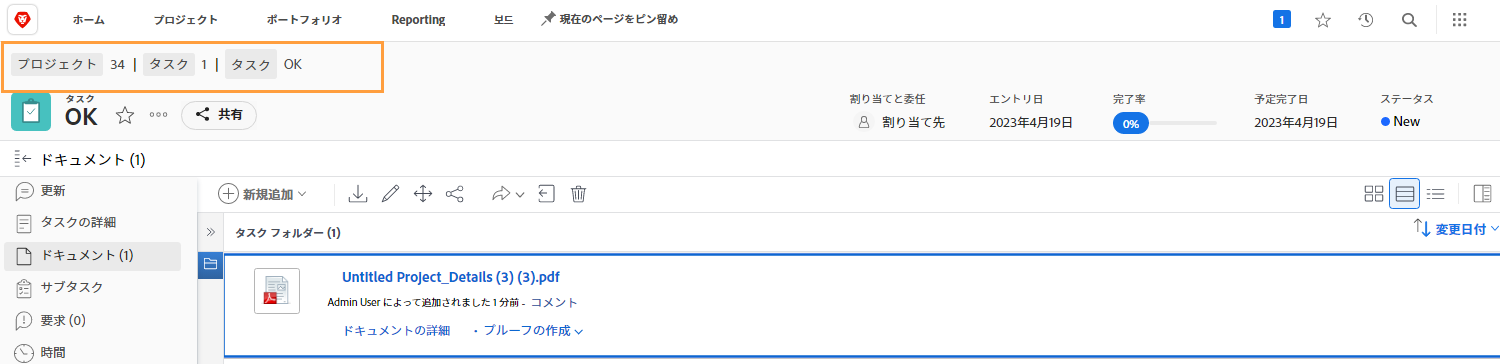 ホーム プロジェクト ポートフォリオ Reporting 보드 現在のページをピン留め 1
プロジェクト 34 | タスク 1 | タスク OK
タスク
OK 共有
割り当てと委任 エントリ日 完了率 予定完了日 ステータス
割り当て先 2023年4月19日 0% 2023年4月19日 New
ドキュメント (1)
更新
タスクの詳細
ドキュメント (1)
サブタスク
要求 (0)
時間
新規追加
タスク フォルダー (1) 変更日付
Untitled Project_Details (3) (3).pdf
Admin User によって追加されました 1 分前 - コメント
ドキュメントの詳細 • プルーフの作成